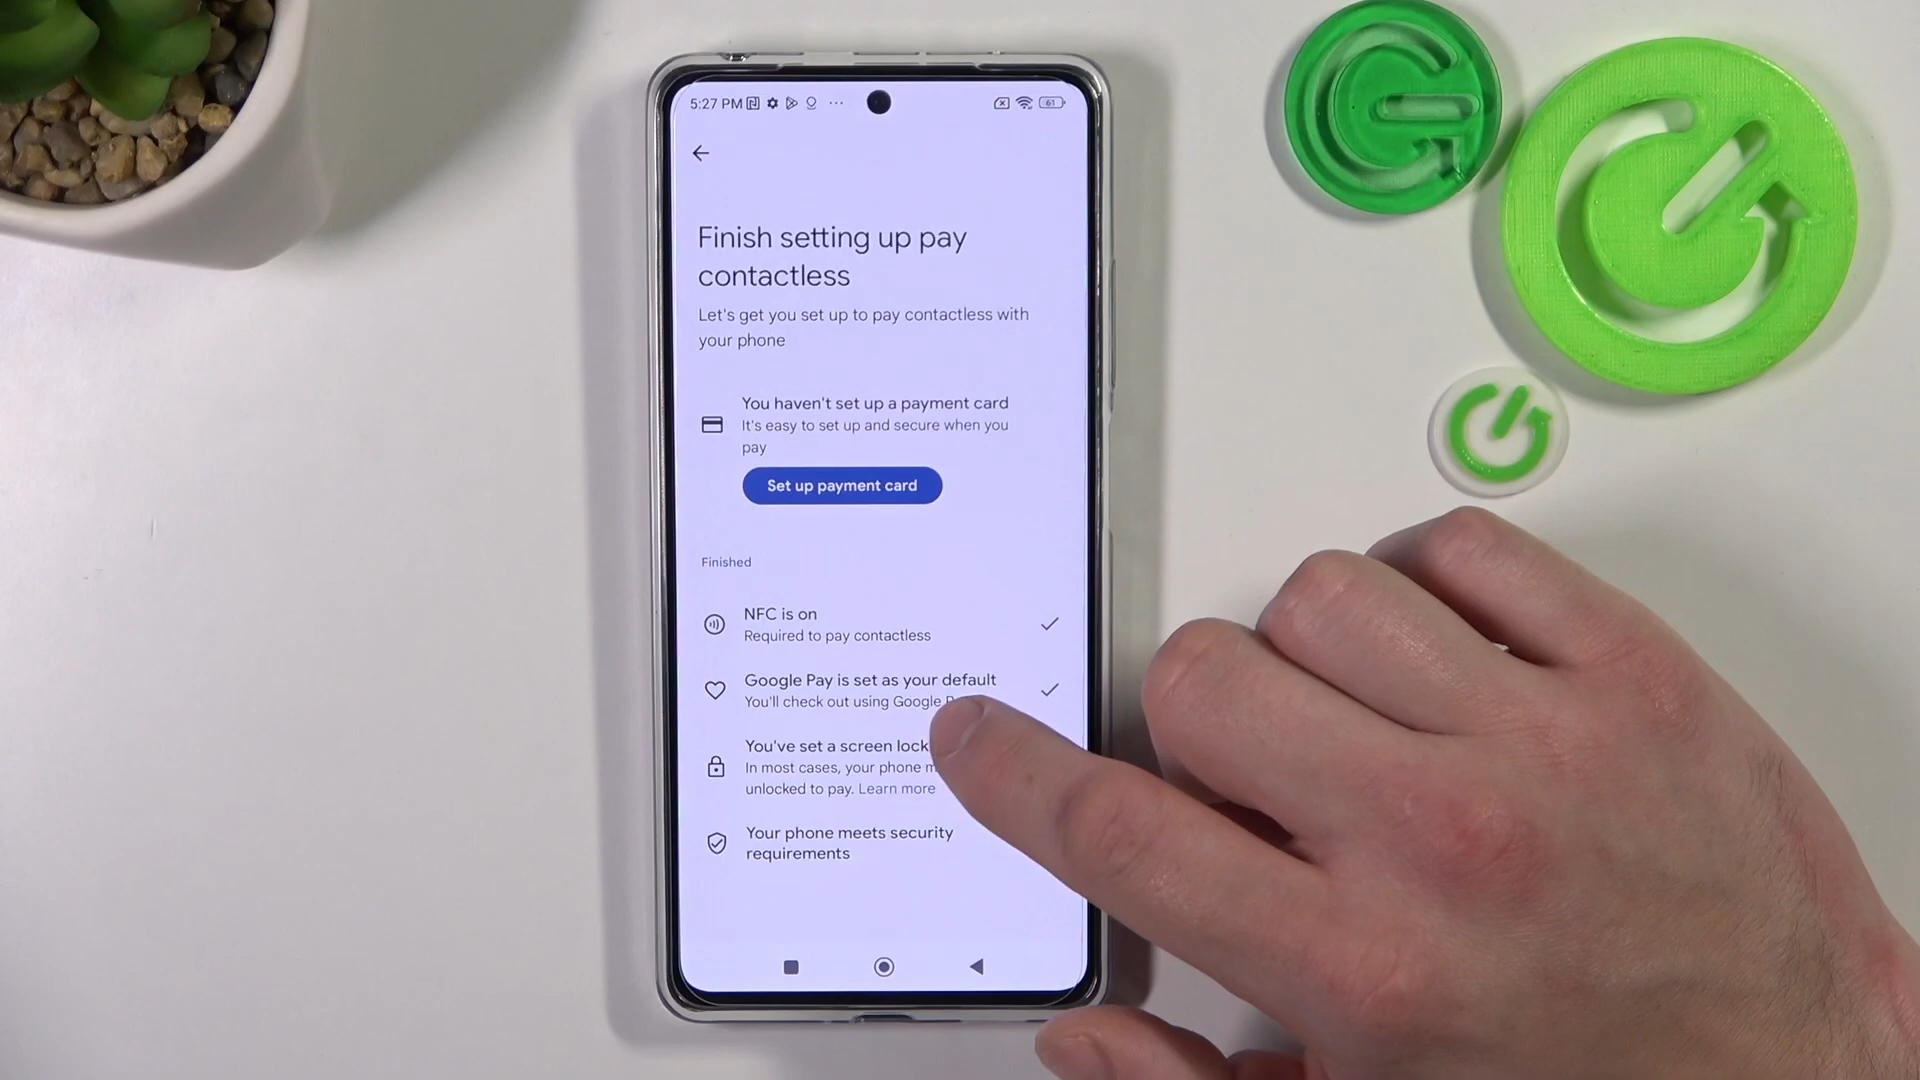 5:27 PM
61
Finish setting up pay
contactless
Let's get you set up to pay contactless with
your phone
You haven't set up a payment card
It's easy to set up and secure when you
pay
Set up payment card
Finished
NFC is on
Required to pay contactless
Google Pay is set as your default
You'll check out using Google
You've set a screen lock
In most cases, your phone
unlocked to pay. Learn more
Your phone meets security
requirements